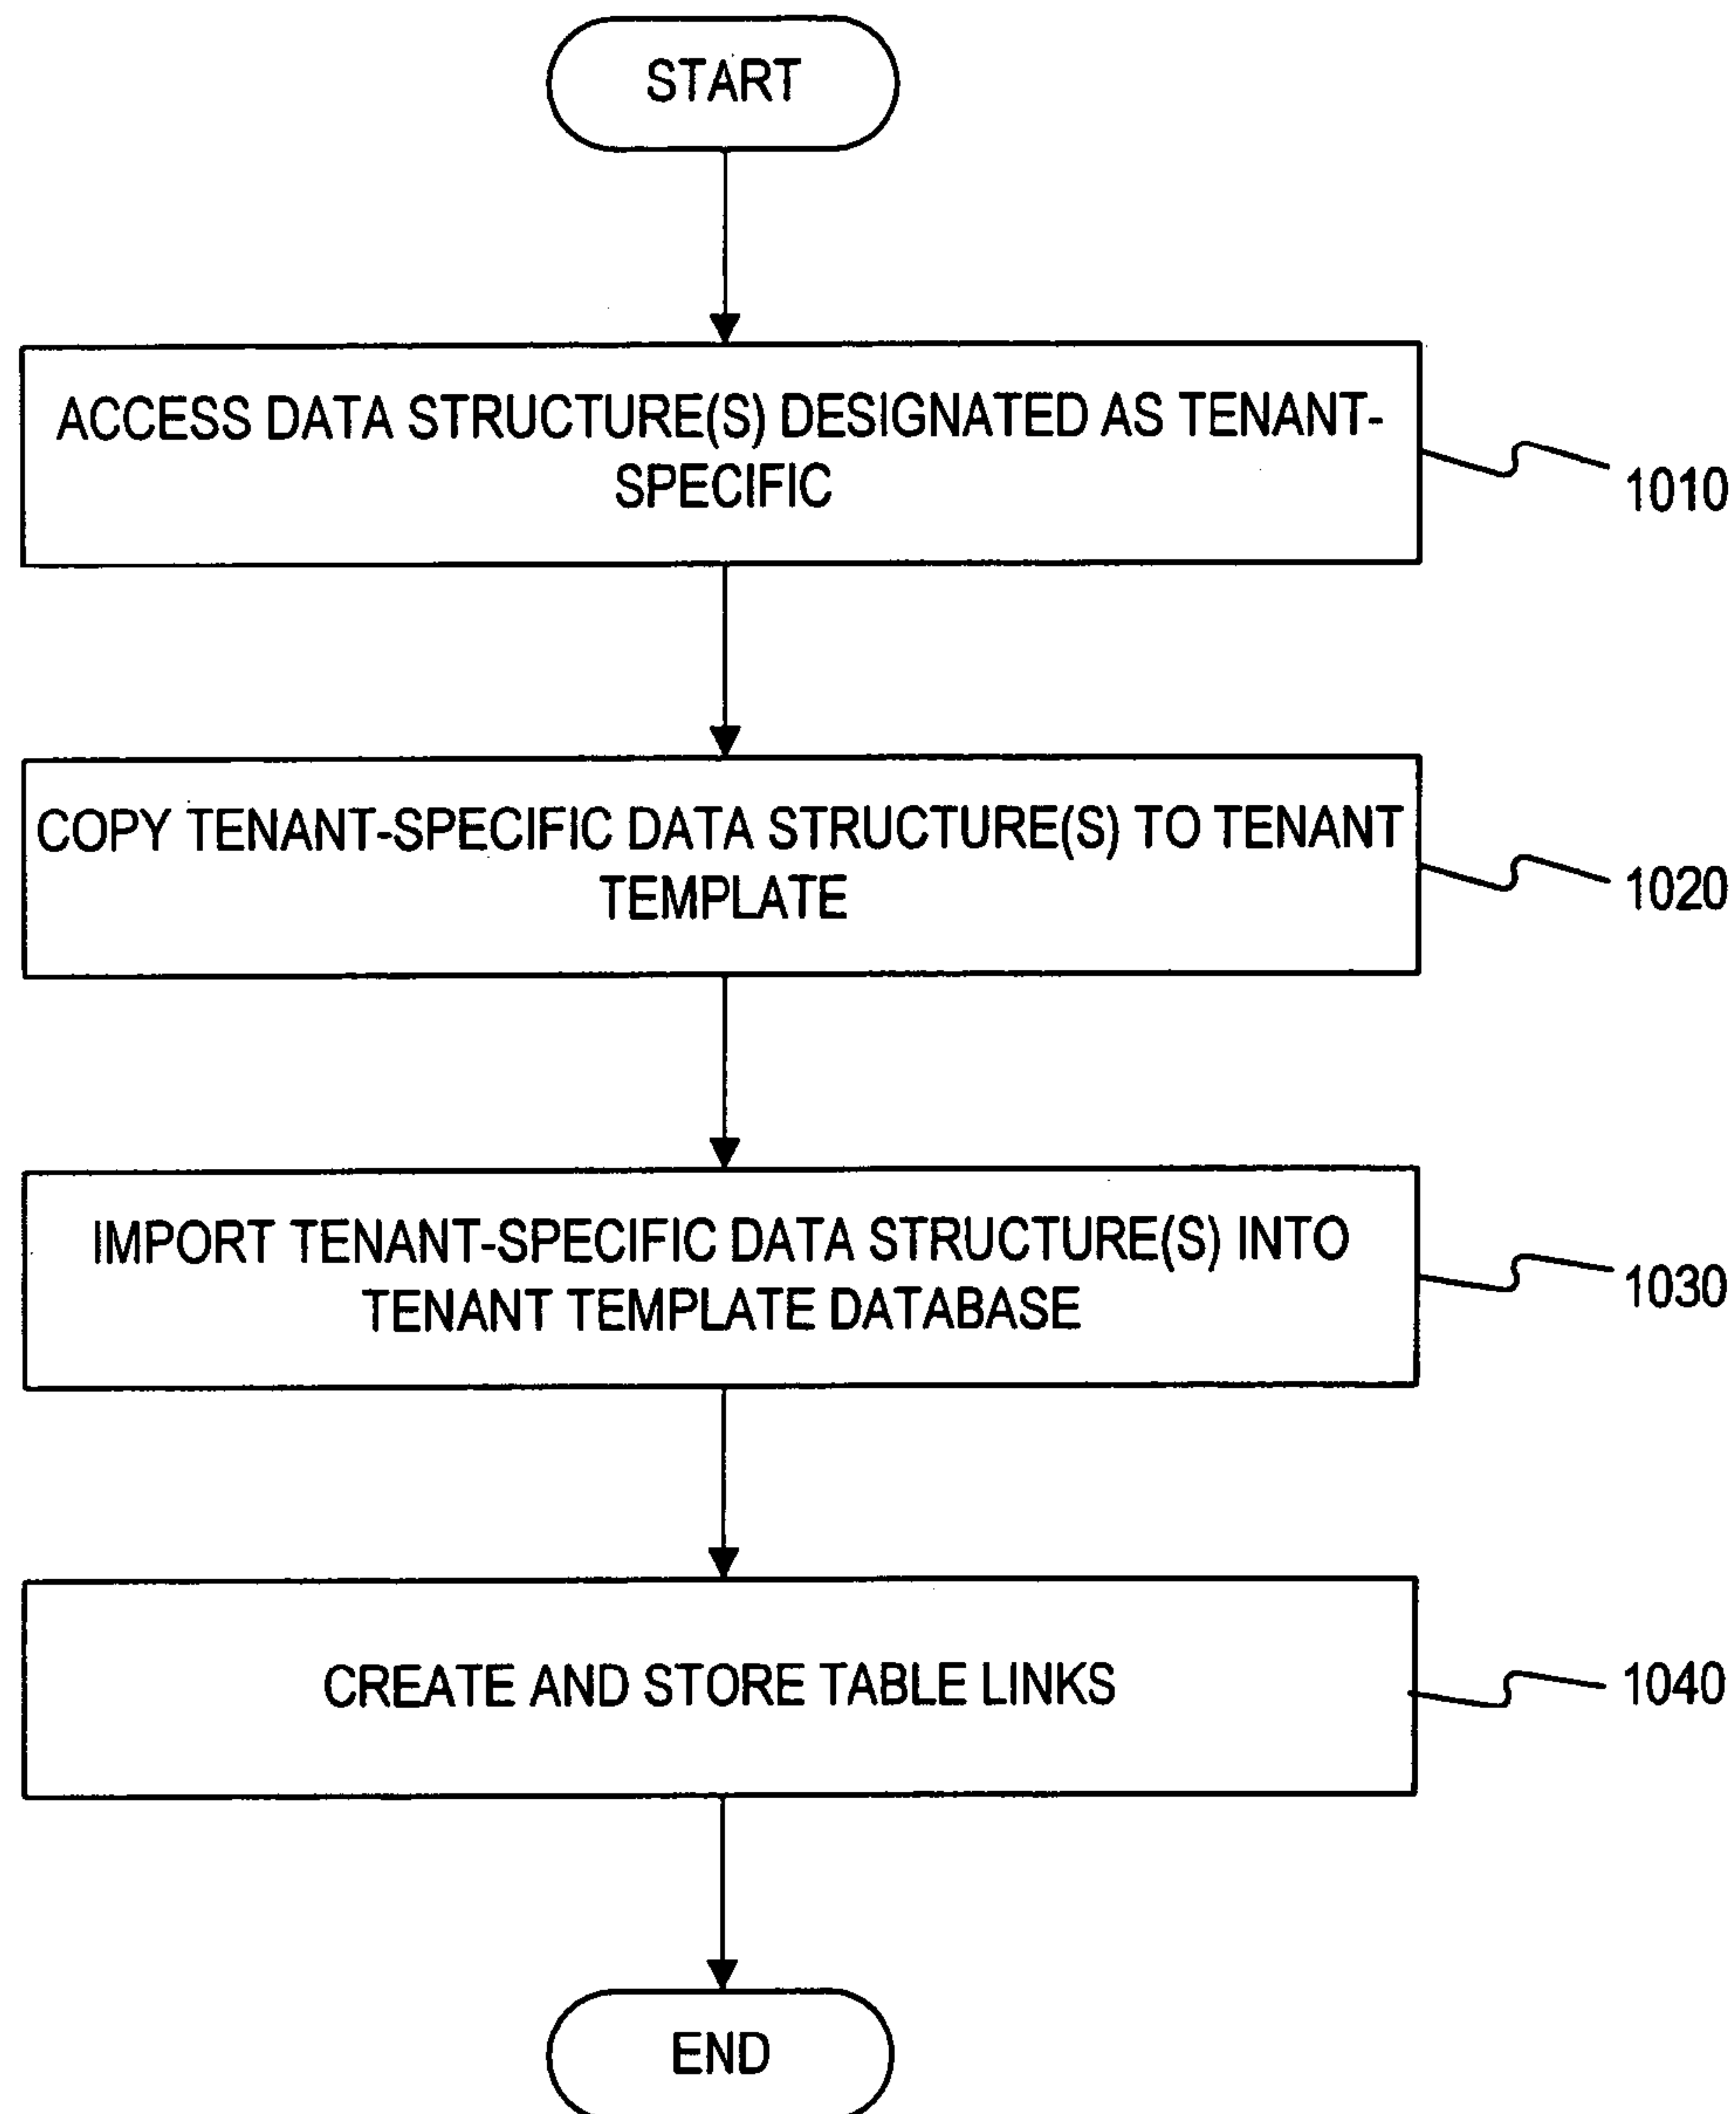 START
ACCESS DATA STRUCTURE(S) DESIGNATED AS TENANT-
SPECIFIC
1010
COPY TENANT-SPECIFIC DATA STRUCTURE(S) TO TENANT
TEMPLATE
1020
IMPORT TENANT-SPECIFIC DATA STRUCTURE(S) INTO
TENANT TEMPLATE DATABASE
1030
CREATE AND STORE TABLE LINKS
1040
END